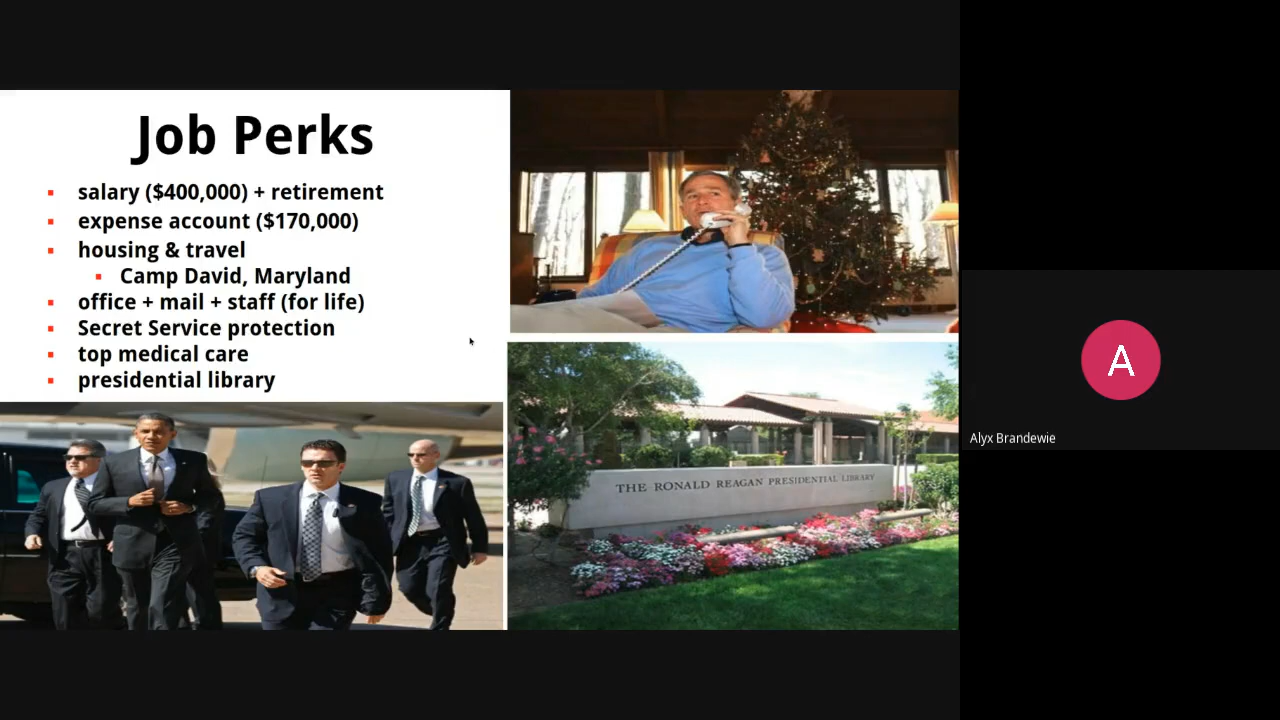 Job Perks
▪ salary ($400,000) + retirement
▪ expense account ($170,000)
▪ housing & travel
▪ Camp David, Maryland
▪ office + mail + staff (for life)
▪ Secret Service protection
▪ top medical care
▪ presidential library
THE RONALD REAGAN PRESIDENTIAL LIBRARY
A
Alyx Brandewie